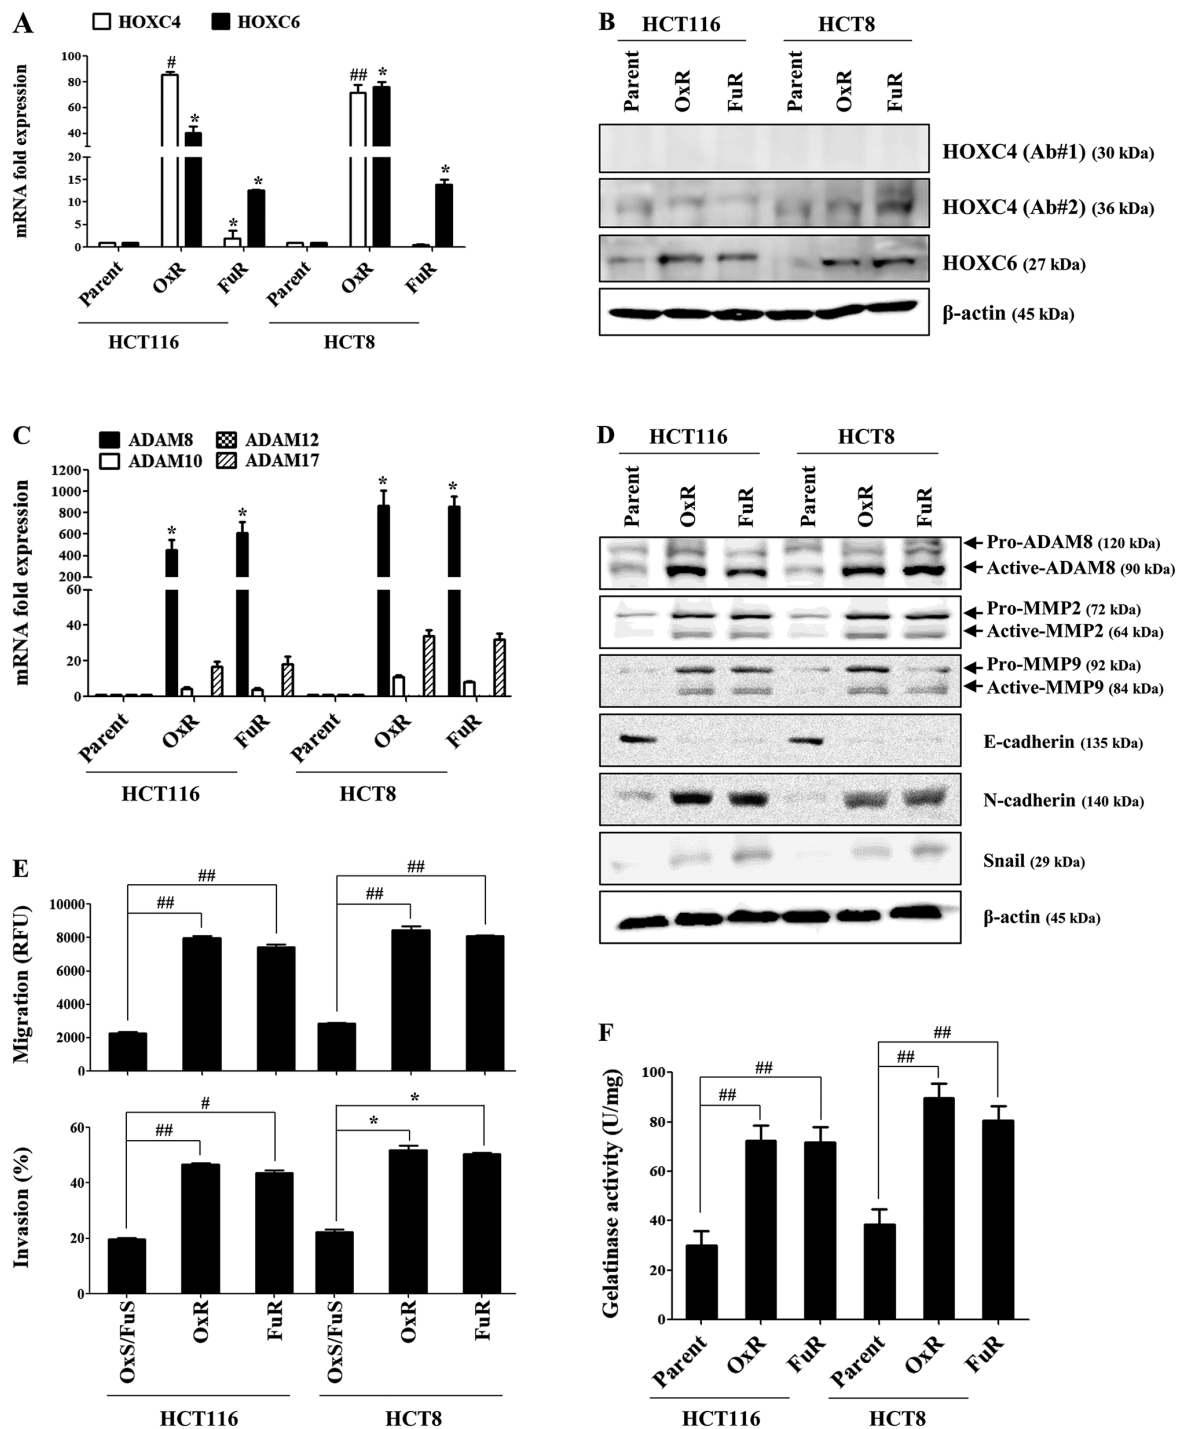 A
HOXC4 HOXC6
mRNA fold expression
100
80
60
40
20
15
10
5
0
#
*
*
*
##
*
*
Parent OxR FuR Parent OxR FuR
HCT116 HCT8
B
HCT116 HCT8
Parent OxR FuR Parent OxR FuR
HOXC4 (Ab#1) (30 kDa)
HOXC4 (Ab#2) (36 kDa)
HOXC6 (27 kDa)
β-actin (45 kDa)
C
ADAM8 ADAM12
ADAM10 ADAM17
mRNA fold expression
1200
1000
800
600
400
200
60
40
20
0
* * * *
Parent OxR FuR Parent OxR FuR
HCT116 HCT8
D
HCT116 HCT8
Parent OxR FuR Parent OxR FuR
Pro-ADAM8 (120 kDa)
Active-ADAM8 (90 kDa)
Pro-MMP2 (72 kDa)
Active-MMP2 (64 kDa)
Pro-MMP9 (92 kDa)
Active-MMP9 (84 kDa)
E-cadherin (135 kDa)
N-cadherin (140 kDa)
Snail (29 kDa)
β-actin (45 kDa)
E
Migration (RFU)
10000
8000
6000
4000
2000
0
## ##
## ##
Invasion (%)
60
40
20
0
# *
## *
OxS/FuS OxR FuR OxS/FuS OxR FuR
HCT116 HCT8
F
Gelatinase activity (U/mg)
100
80
60
40
20
0
## ##
## ##
Parent OxR FuR Parent OxR FuR
HCT116 HCT8